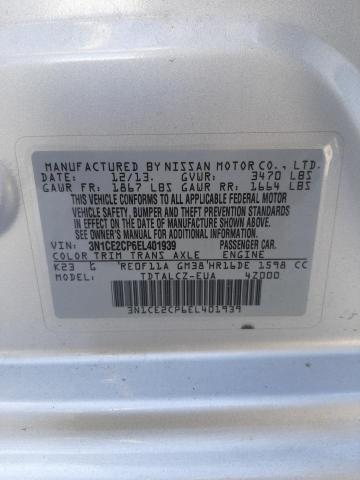 MANUFACTURED BY NISSAN MOTOR CO., LTD.
DATE: 12/13. GVWR: 3470 LBS
GAWR FR: 1867 LBS GAWR RR: 1664 LBS
THIS VEHICLE CONFORMS TO ALL APPLICABLE FEDERAL MOTOR
VEHICLE SAFETY, BUMPER AND THEFT PREVENTION STANDARDS
IN EFFECT ON THE DATE OF MANUFACTURE SHOWN ABOVE.
SEE OWNER'S MANUAL FOR ADDITIONAL INFORMATION.
VIN: 3N1CE2CP6EL401939 PASSENGER CAR.
COLOR TRIM TRANS AXLE ENGINE
K23 G RE0F11A GM38 HR16DE 1598 CC
MODEL: TDTALCZ-EUA 42000
3N1CE2CP6EL401939